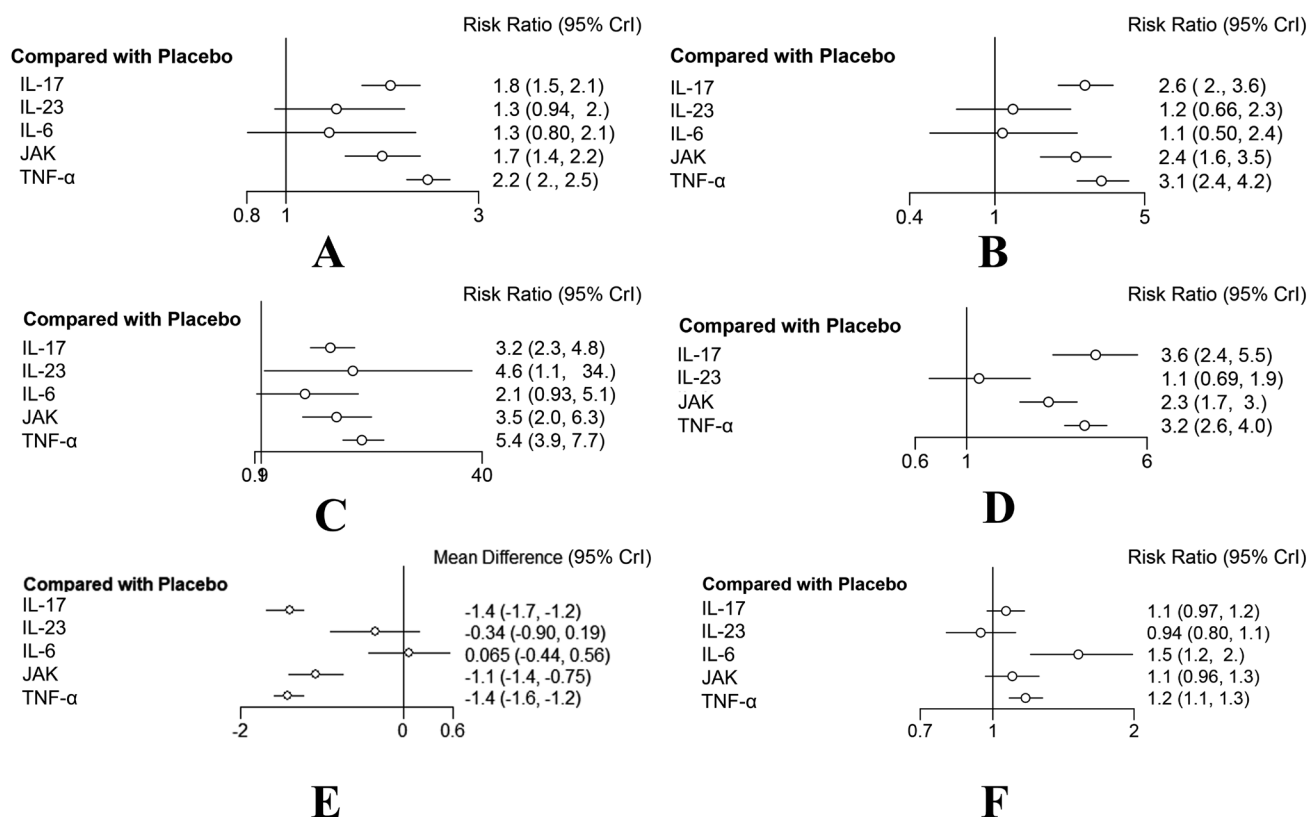 Risk Ratio (95% CrI)
Compared with Placebo
IL-17 1.8 (1.5, 2.1)
IL-23 1.3 (0.94, 2.)
IL-6 1.3 (0.80, 2.1)
JAK 1.7 (1.4, 2.2)
TNF-α 2.2 ( 2., 2.5)
0.8 1 3
A
Risk Ratio (95% CrI)
Compared with Placebo
IL-17 2.6 ( 2., 3.6)
IL-23 1.2 (0.66, 2.3)
IL-6 1.1 (0.50, 2.4)
JAK 2.4 (1.6, 3.5)
TNF-α 3.1 (2.4, 4.2)
0.4 1 5
B
Risk Ratio (95% CrI)
Compared with Placebo
IL-17 3.2 (2.3, 4.8)
IL-23 4.6 (1.1, 34.)
IL-6 2.1 (0.93, 5.1)
JAK 3.5 (2.0, 6.3)
TNF-α 5.4 (3.9, 7.7)
0.9 40
C
Risk Ratio (95% CrI)
Compared with Placebo
IL-17 3.6 (2.4, 5.5)
IL-23 1.1 (0.69, 1.9)
JAK 2.3 (1.7, 3.)
TNF-α 3.2 (2.6, 4.0)
0.6 1 6
D
Mean Difference (95% CrI)
Compared with Placebo
IL-17 -1.4 (-1.7, -1.2)
IL-23 -0.34 (-0.90, 0.19)
IL-6 0.065 (-0.44, 0.56)
JAK -1.1 (-1.4, -0.75)
TNF-α -1.4 (-1.6, -1.2)
-2 0 0.6
E
Risk Ratio (95% CrI)
Compared with Placebo
IL-17 1.1 (0.97, 1.2)
IL-23 0.94 (0.80, 1.1)
IL-6 1.5 (1.2, 2.)
JAK 1.1 (0.96, 1.3)
TNF-α 1.2 (1.1, 1.3)
0.7 1 2
F